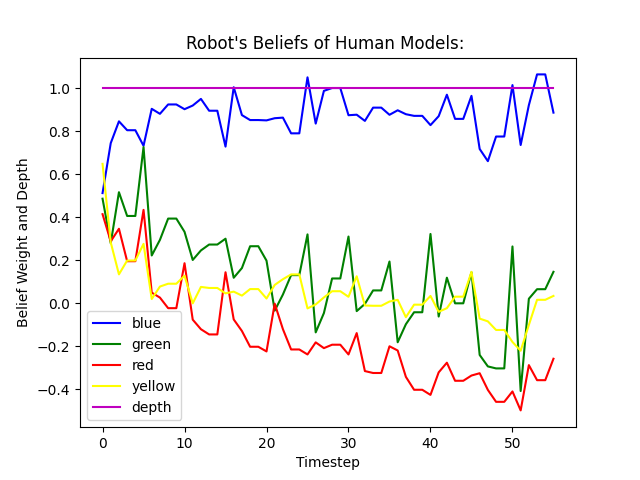 Robot's Beliefs of Human Models:
Belief Weight and Depth
1.0
0.8
0.6
0.4
0.2
0.0
−0.2
−0.4
blue
green
red
yellow
depth
0 10 20 30 40 50
Timestep